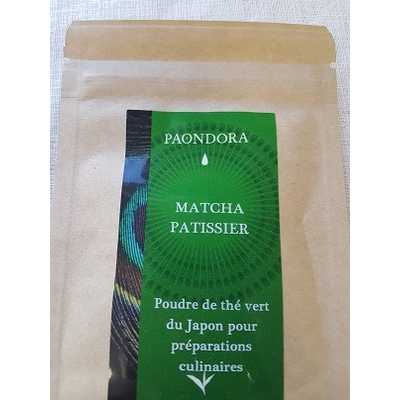 PAONDORA
MATCHA
PATISSIER
Poudre de thé vert
du Japon pour
préparations
culinaires